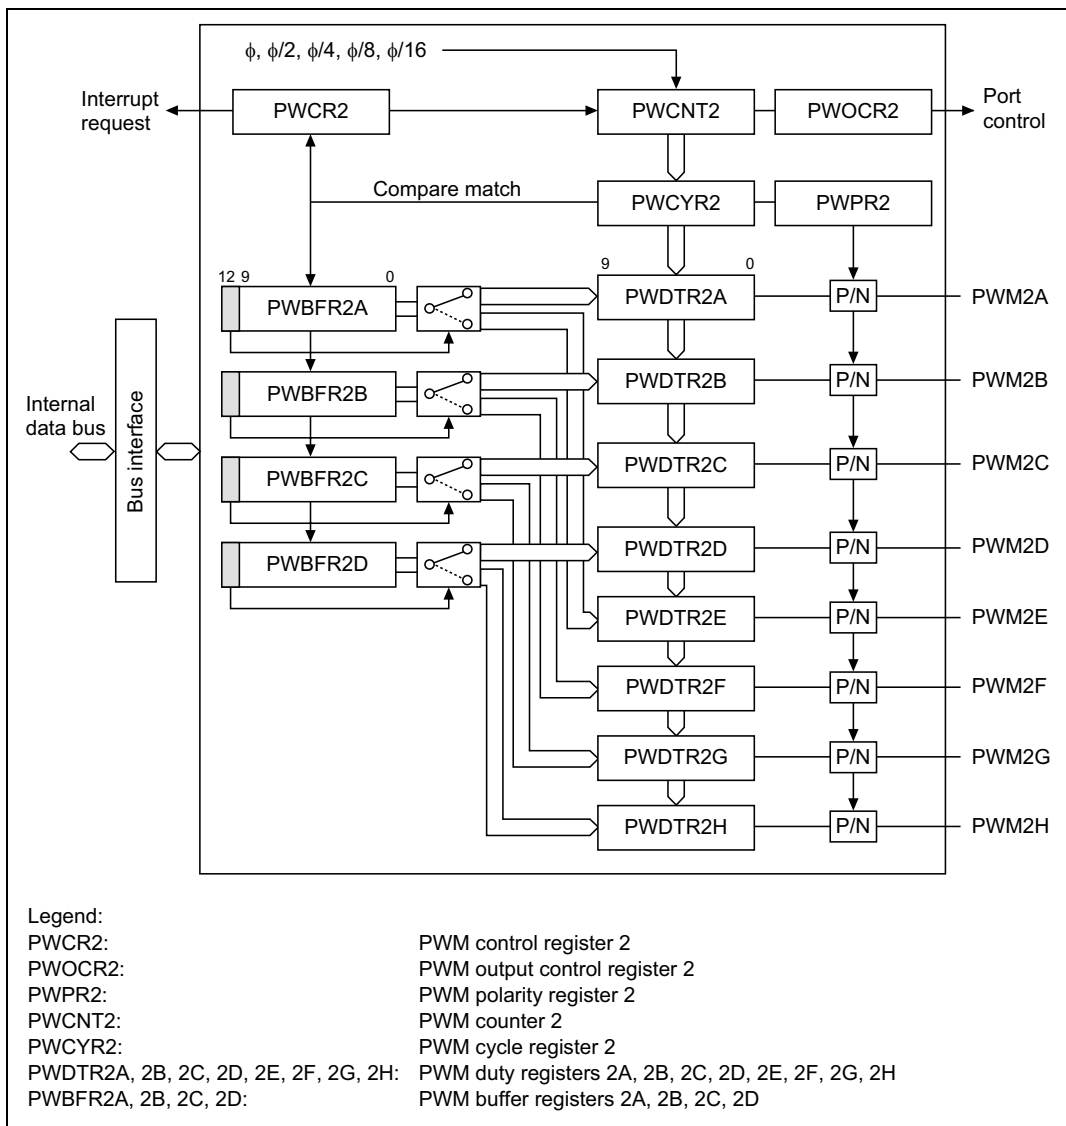 ϕ, ϕ/2, ϕ/4, ϕ/8, ϕ/16
Interrupt request
PWCR2
PWCNT2
PWOCR2
Port control
Compare match
PWCYR2
PWPR2
12 9 0
9 0
PWBFR2A
PWDTR2A
P/N
PWM2A
PWBFR2B
PWDTR2B
P/N
PWM2B
Internal data bus
Bus interface
PWBFR2C
PWDTR2C
P/N
PWM2C
PWBFR2D
PWDTR2D
P/N
PWM2D
PWDTR2E
P/N
PWM2E
PWDTR2F
P/N
PWM2F
PWDTR2G
P/N
PWM2G
PWDTR2H
P/N
PWM2H
Legend:
PWCR2: PWM control register 2
PWOCR2: PWM output control register 2
PWPR2: PWM polarity register 2
PWCNT2: PWM counter 2
PWCYR2: PWM cycle register 2
PWDTR2A, 2B, 2C, 2D, 2E, 2F, 2G, 2H: PWM duty registers 2A, 2B, 2C, 2D, 2E, 2F, 2G, 2H
PWBFR2A, 2B, 2C, 2D: PWM buffer registers 2A, 2B, 2C, 2D